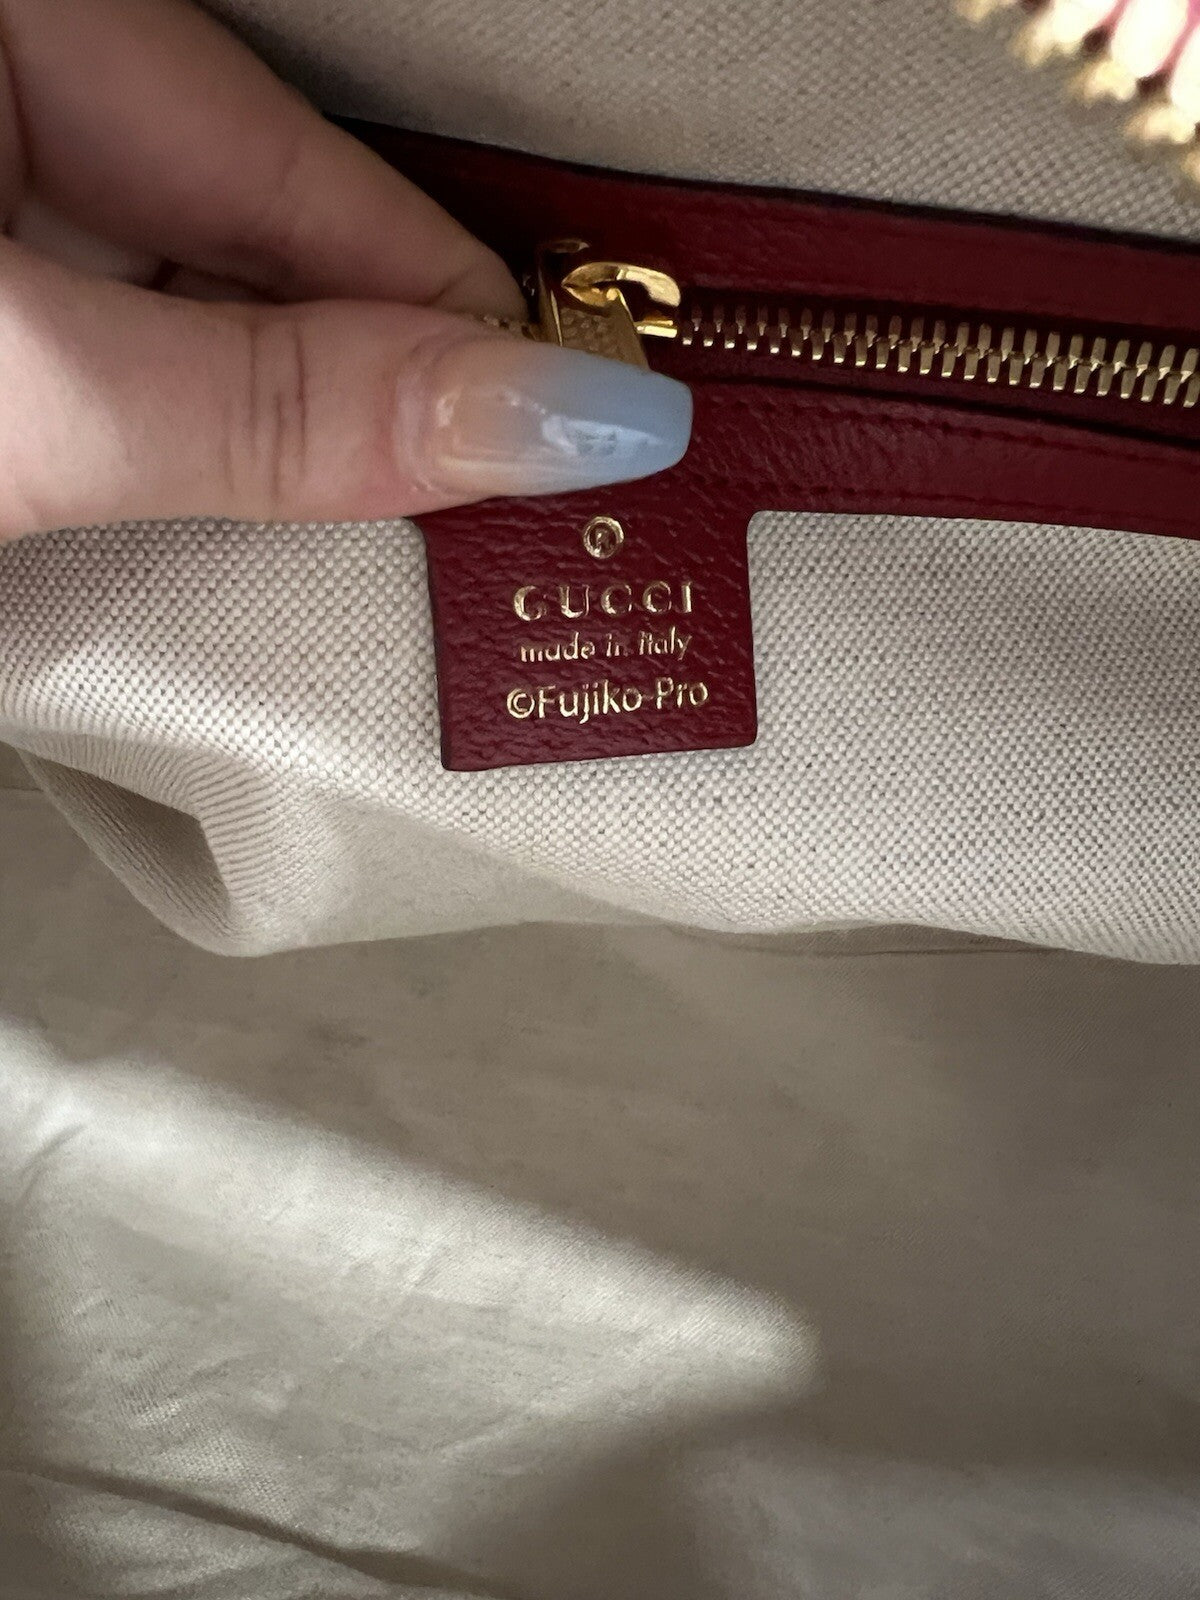 ®
GUCCI
made in italy
©Fujiko-Pro